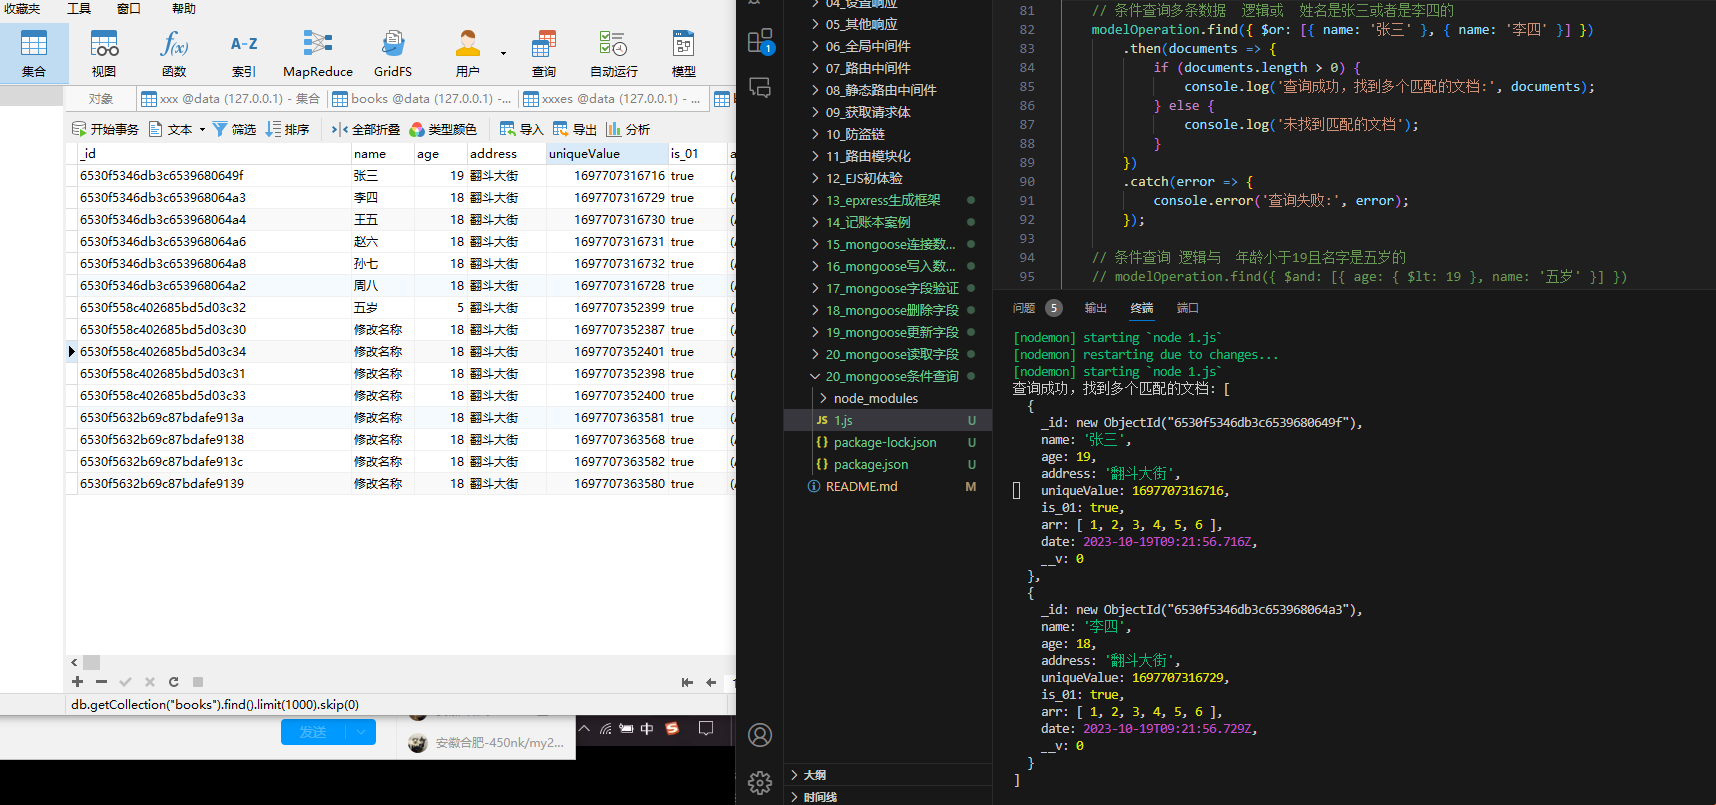 收藏夹 工具 窗口 帮助
集合 视图 函数 索引 MapReduce GridFS 用户 查询 自动运行 模型
f(x) A-Z
对象 xxx @data (127.0.0.1) - 集合 books @data (127.0.0.1) -... xxxes @data (127.0.0.1) - ...
开始事务 文本 筛选 排序 全部折叠 类型颜色 导入 导出 分析
_id name age address uniqueValue is_01 a
6530f5346db3c6539680649f 张三 19 翻斗大街 1697707316716 true (A
6530f5346db3c653968064a3 李四 18 翻斗大街 1697707316729 true (A
6530f5346db3c653968064a4 王五 18 翻斗大街 1697707316730 true (A
6530f5346db3c653968064a6 赵六 18 翻斗大街 1697707316731 true (A
6530f5346db3c653968064a8 孙七 18 翻斗大街 1697707316732 true (A
6530f5346db3c653968064a2 周八 18 翻斗大街 1697707316728 true (A
6530f558c402685bd5d03c32 五岁 5 翻斗大街 1697707352399 true (A
6530f558c402685bd5d03c30 修改名称 18 翻斗大街 1697707352387 true (A
6530f558c402685bd5d03c34 修改名称 18 翻斗大街 1697707352401 true (A
6530f558c402685bd5d03c31 修改名称 18 翻斗大街 1697707352398 true (A
6530f558c402685bd5d03c33 修改名称 18 翻斗大街 1697707352400 true (A
6530f5632b69c87bdafe913a 修改名称 18 翻斗大街 1697707363581 true (A
6530f5632b69c87bdafe9138 修改名称 18 翻斗大街 1697707363568 true (A
6530f5632b69c87bdafe913c 修改名称 18 翻斗大街 1697707363582 true (A
6530f5632b69c87bdafe9139 修改名称 18 翻斗大街 1697707363580 true (A
db.getCollection("books").find().limit(1000).skip(0)
发送
安徽合肥-450nk/my2...
中
1
04_设置响应
05_其他响应
06_全局中间件
07_路由中间件
08_静态路由中间件
09_获取请求体
10_防盗链
11_路由模块化
12_EJS初体验
13_epxress生成框架
14_记账本案例
15_mongoose连接数...
16_mongoose写入数...
17_mongoose字段验证
18_mongoose删除字段
19_mongoose更新字段
20_mongoose读取字段
20_mongoose条件查询
node_modules
JS 1.js U
{} package-lock.json U
{} package.json U
README.md M
大纲
时间线
81 // 条件查询多条数据 逻辑或 姓名是张三或者是李四的
82 modelOperation.find({ $or: [{ name: '张三' }, { name: '李四' }] })
83 .then(documents => {
84 if (documents.length > 0) {
85 console.log('查询成功，找到多个匹配的文档:', documents);
86 } else {
87 console.log('未找到匹配的文档');
88 }
89 })
90 .catch(error => {
91 console.error('查询失败:', error);
92 });
93
94 // 条件查询 逻辑与 年龄小于19且名字是五岁的
95 // modelOperation.find({ $and: [{ age: { $lt: 19 }, name: '五岁' }] })
问题 5 输出 终端 端口
[nodemon] starting `node 1.js`
[nodemon] restarting due to changes...
[nodemon] starting `node 1.js`
查询成功，找到多个匹配的文档: [
{
_id: new ObjectId("6530f5346db3c6539680649f"),
name: '张三',
age: 19,
address: '翻斗大街',
uniqueValue: 1697707316716,
is_01: true,
arr: [ 1, 2, 3, 4, 5, 6 ],
date: 2023-10-19T09:21:56.716Z,
__v: 0
},
{
_id: new ObjectId("6530f5346db3c653968064a3"),
name: '李四',
age: 18,
address: '翻斗大街',
uniqueValue: 1697707316729,
is_01: true,
arr: [ 1, 2, 3, 4, 5, 6 ],
date: 2023-10-19T09:21:56.729Z,
__v: 0
}
]